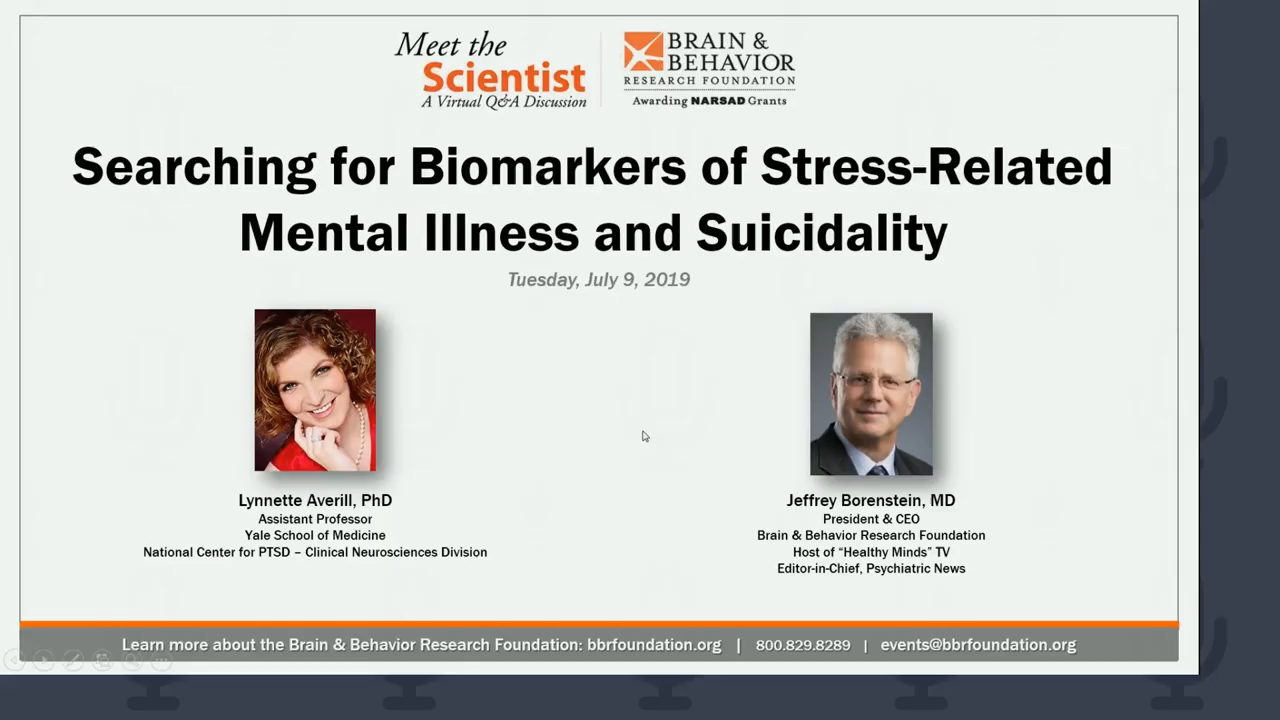 Meet the
Scientist
A Virtual Q&A Discussion
BRAIN &
BEHAVIOR
RESEARCH FOUNDATION
Awarding NARSAD Grants
Searching for Biomarkers of Stress-Related
Mental Illness and Suicidality
Tuesday, July 9, 2019
Lynnette Averill, PhD
Assistant Professor
Yale School of Medicine
National Center for PTSD – Clinical Neurosciences Division
Jeffrey Borenstein, MD
President & CEO
Brain & Behavior Research Foundation
Host of “Healthy Minds” TV
Editor-in-Chief, Psychiatric News
Learn more about the Brain & Behavior Research Foundation: bbrfoundation.org | 800.829.8289 | events@bbrfoundation.org